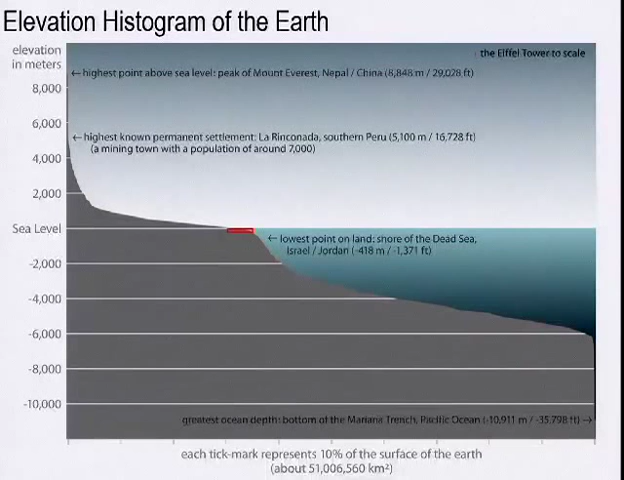 Elevation Histogram of the Earth
elevation
in meters
the Eiffel Tower to scale
← highest point above sea level: peak of Mount Everest, Nepal / China (8,848 m / 29,028 ft)
8,000
6,000
← highest known permanent settlement: La Rinconada, southern Peru (5,100 m / 16,728 ft)
(a mining town with a population of around 7,000)
4,000
2,000
Sea Level
← lowest point on land: shore of the Dead Sea,
Israel / Jordan (-418 m / -1,371 ft)
-2,000
-4,000
-6,000
-8,000
-10,000
greatest ocean depth: bottom of the Mariana Trench, Pacific Ocean (-10,911 m / -35,798 ft) →
each tick-mark represents 10% of the surface of the earth
(about 51,006,560 km²)